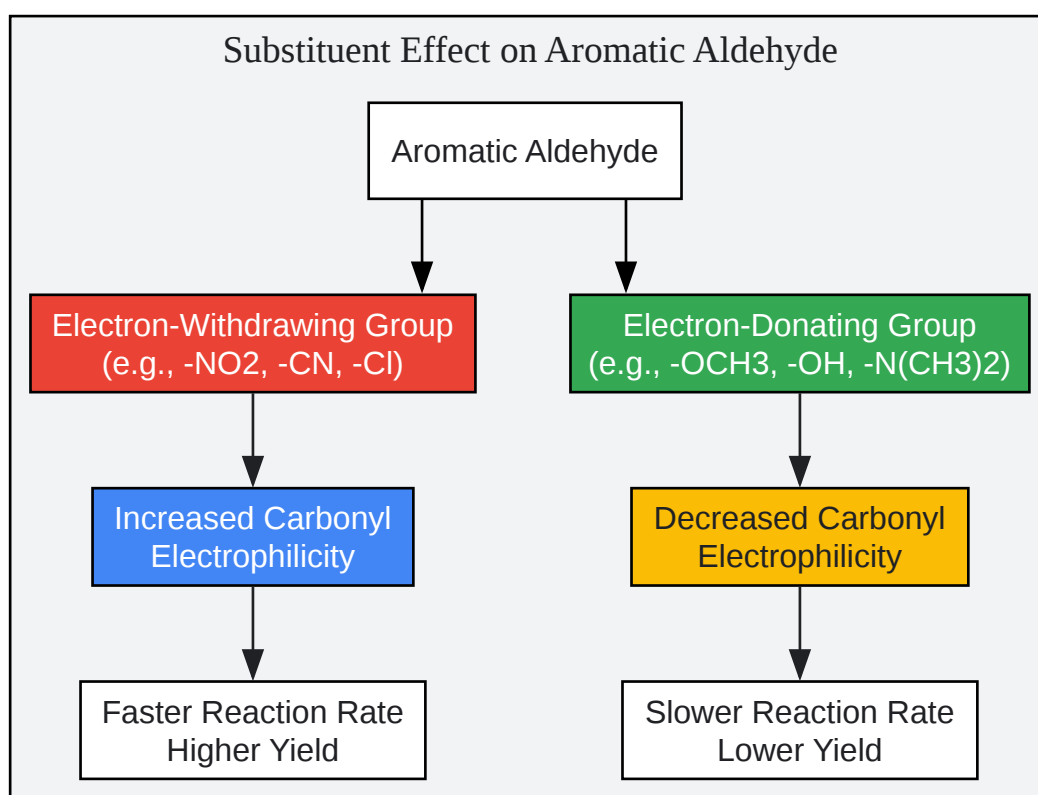 Substituent Effect on Aromatic Aldehyde
Aromatic Aldehyde
Electron-Withdrawing Group
(e.g., -NO2, -CN, -Cl)
Electron-Donating Group
(e.g., -OCH3, -OH, -N(CH3)2)
Increased Carbonyl
Electrophilicity
Decreased Carbonyl
Electrophilicity
Faster Reaction Rate
Higher Yield
Slower Reaction Rate
Lower Yield